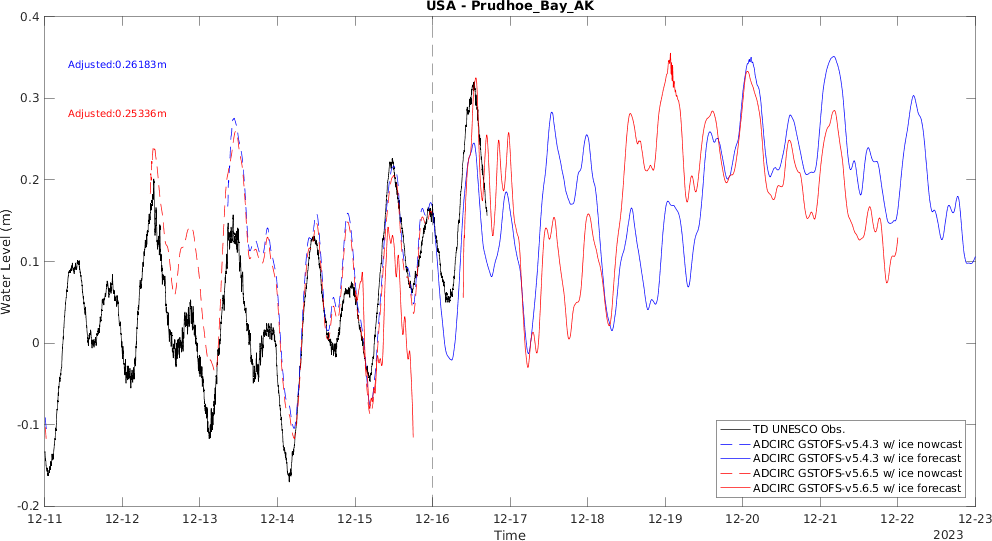 USA - Prudhoe_Bay_AK
0.4
0.3
0.2
0.1
0
-0.1
-0.2
Water Level (m)
Adjusted:0.26183m
Adjusted:0.25336m
TD UNESCO Obs.
ADCIRC GSTOFS-v5.4.3 w/ ice nowcast
ADCIRC GSTOFS-v5.4.3 w/ ice forecast
ADCIRC GSTOFS-v5.6.5 w/ ice nowcast
ADCIRC GSTOFS-v5.6.5 w/ ice forecast
12-11 12-12 12-13 12-14 12-15 12-16 12-17 12-18 12-19 12-20 12-21 12-22 12-23
Time
2023